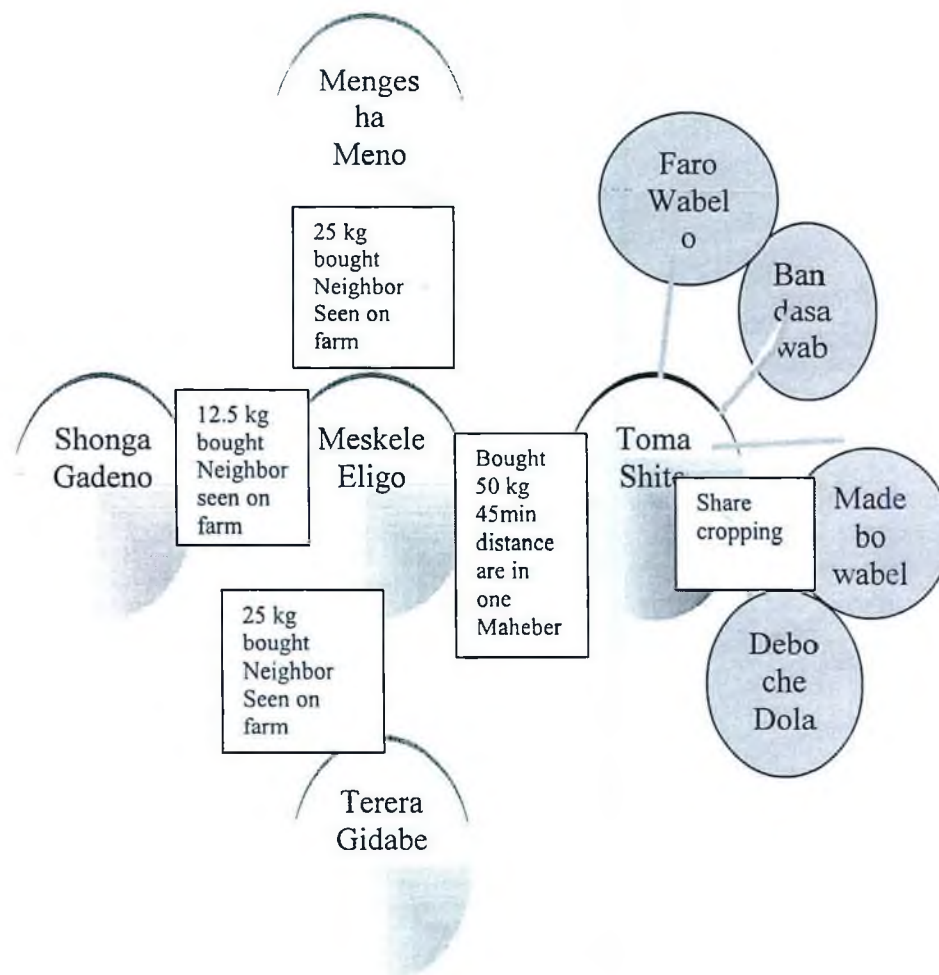 Menges
ha
Meno
Faro
Wabel
o
25 kg
bought
Neighbor
Seen on
farm
Ban
dasa
wab
Shonga
Gadeno
12.5 kg
bought
Neighbor
seen on
farm
Meskele
Eligo
Bought
50 kg
45min
distance
are in
one
Maheber
Toma
Share
cropping
Made
bo
wabel
25 kg
bought
Neighbor
Seen on
farm
Debo
che
Dola
Terera
Gidabe